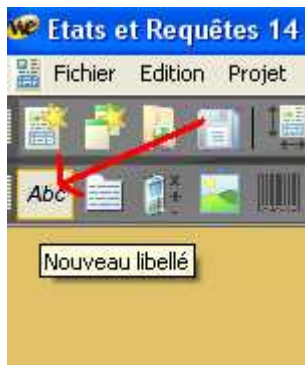 Etats et Requêtes 14
Fichier Edition Projet
Abc
Nouveau libellé